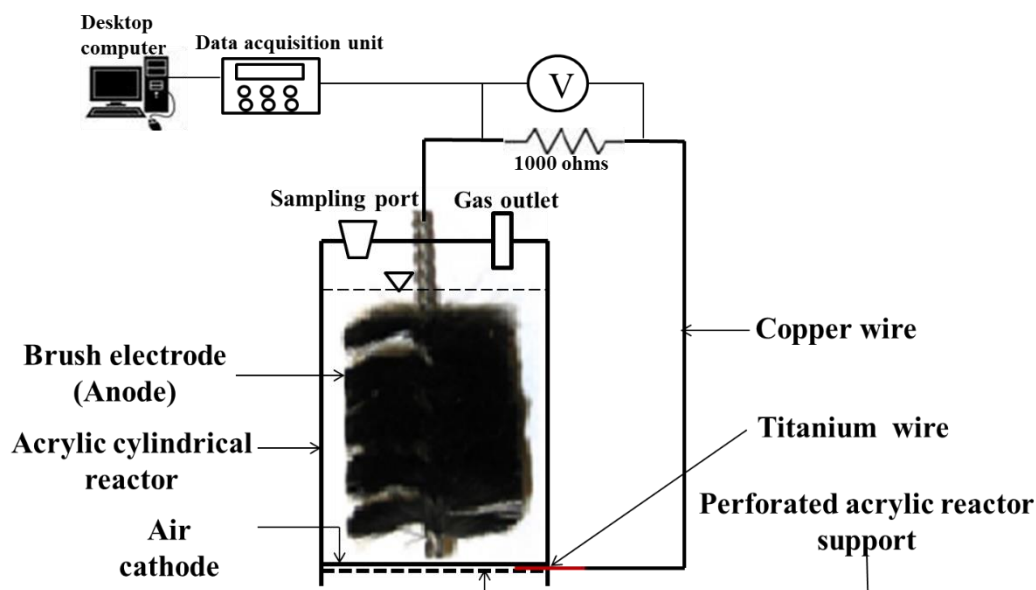 Desktop
computer
Data acquisition unit
V
1000 ohms
Sampling port
Gas outlet
Copper wire
Brush electrode
(Anode)
Titanium wire
Acrylic cylindrical
reactor
Perforated acrylic reactor
support
Air
cathode